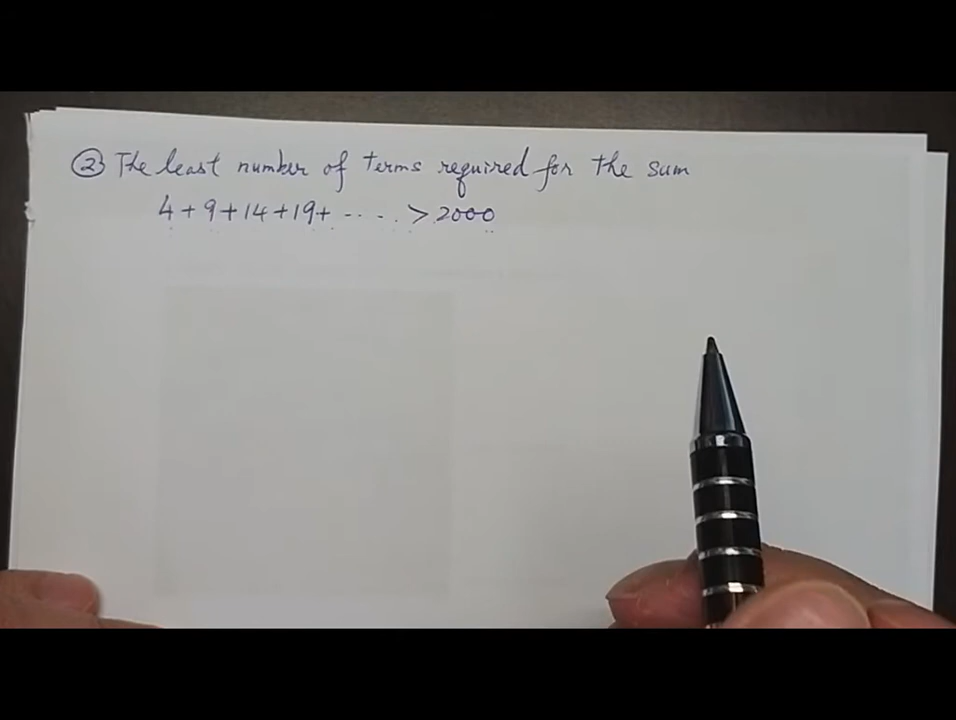 ② The least number of terms required for the sum
4 + 9 + 14 + 19 + ..... > 2000